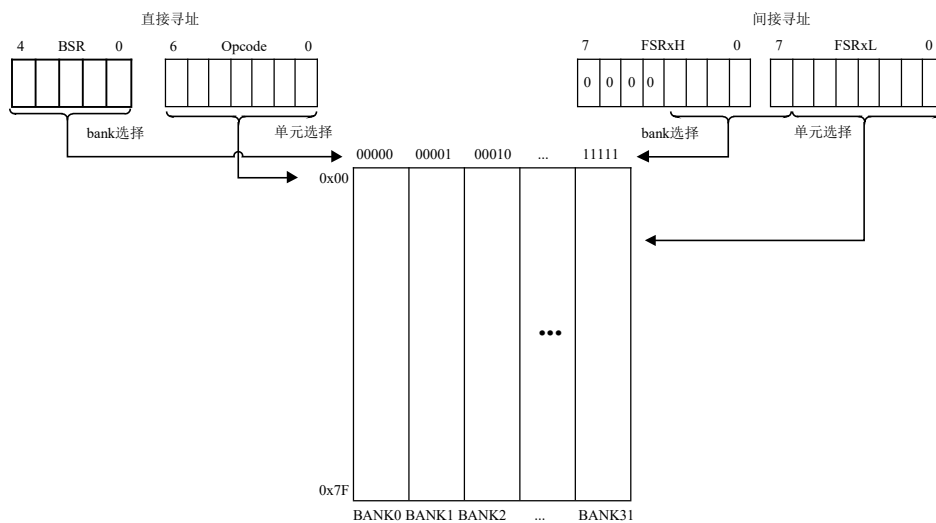 直接寻址 间接寻址
4 BSR 0 6 Opcode 0 7 FSRxH 0 7 FSRxL 0
0 0 0 0
bank选择 单元选择 bank选择 单元选择
00000 00001 00010 ... 11111
0x00
...
0x7F
BANK0 BANK1 BANK2 ... BANK31